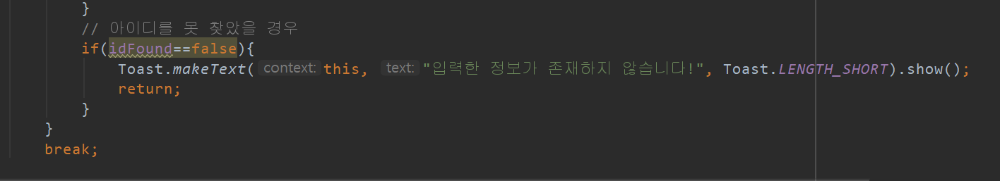 }
// 아이디를 못 찾았을 경우
if(idFound==false){
Toast.makeText( context: this, text: "입력한 정보가 존재하지 않습니다!", Toast.LENGTH_SHORT).show();
return;
}
}
break;